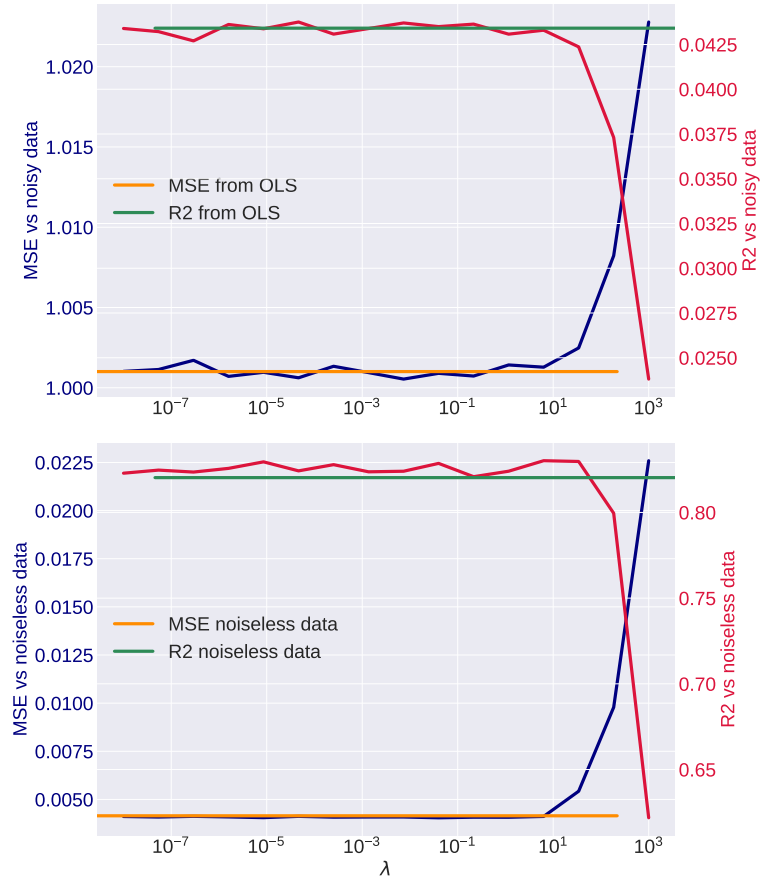 MSE vs noisy data
1.020
1.015
1.010
1.005
1.000
MSE from OLS
R2 from OLS
0.0425
0.0400
0.0375
0.0350
0.0325
0.0300
0.0275
0.0250
R2 vs noisy data
10⁻⁷ 10⁻⁵ 10⁻³ 10⁻¹ 10¹ 10³
MSE vs noiseless data
0.0225
0.0200
0.0175
0.0150
0.0125
0.0100
0.0075
0.0050
MSE noiseless data
R2 noiseless data
0.80
0.75
0.70
0.65
R2 vs noiseless data
10⁻⁷ 10⁻⁵ 10⁻³ 10⁻¹ 10¹ 10³
λ